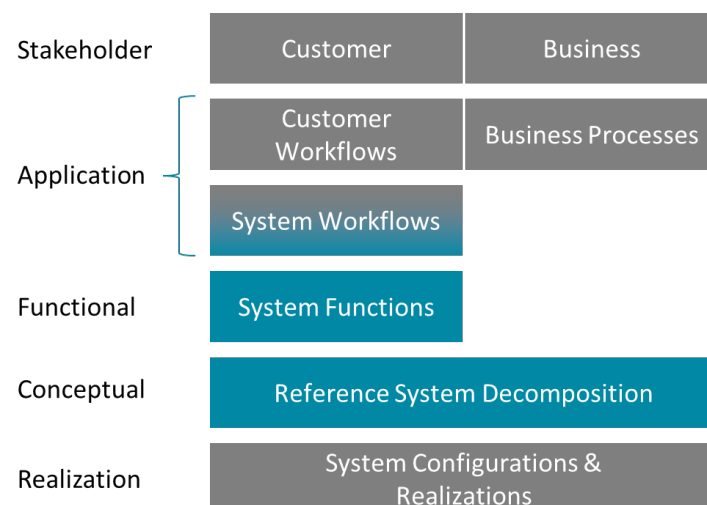 Stakeholder
Customer
Business
Application
Customer
Workflows
Business Processes
System Workflows
Functional
System Functions
Conceptual
Reference System Decomposition
Realization
System Configurations &
Realizations